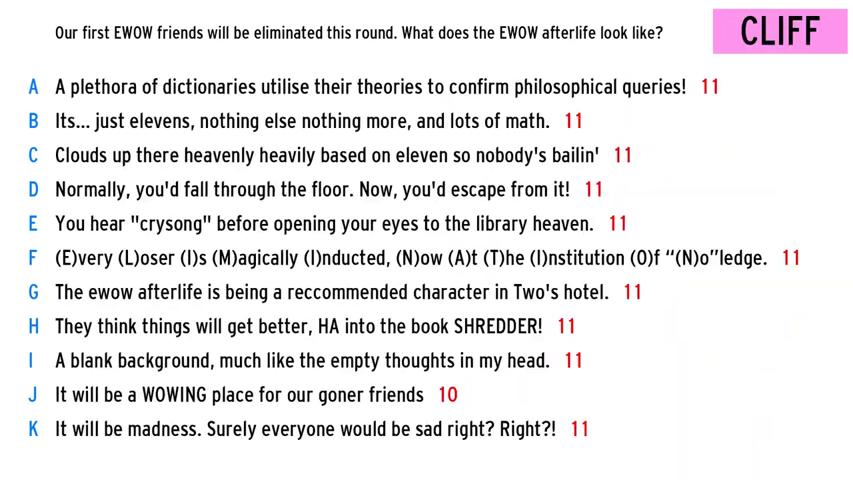 Our first EWOW friends will be eliminated this round. What does the EWOW afterlife look like?
CLIFF
A A plethora of dictionaries utilise their theories to confirm philosophical queries! 11
B Its... just elevens, nothing else nothing more, and lots of math. 11
C Clouds up there heavenly heavily based on eleven so nobody's bailin' 11
D Normally, you'd fall through the floor. Now, you'd escape from it! 11
E You hear "crysong" before opening your eyes to the library heaven. 11
F (E)very (L)oser (I)s (M)agically (I)nducted, (N)ow (A)t (T)he (I)nstitution (O)f “(N)o”ledge. 11
G The ewow afterlife is being a reccommended character in Two's hotel. 11
H They think things will get better, HA into the book SHREDDER! 11
I A blank background, much like the empty thoughts in my head. 11
J It will be a WOWING place for our goner friends 10
K It will be madness. Surely everyone would be sad right? Right?! 11